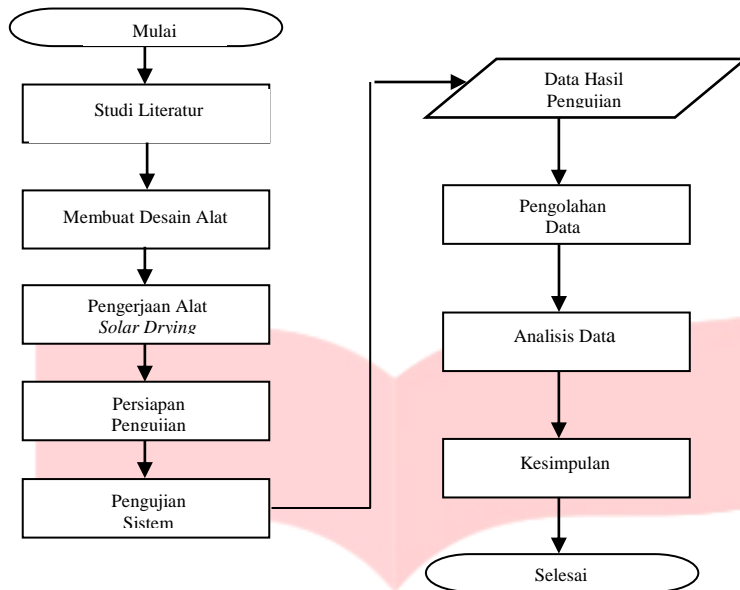 Mulai
Studi Literatur
Membuat Desain Alat
Pengerjaan Alat
Solar Drying
Persiapan
Pengujian
Pengujian
Sistem
Data Hasil
Pengujian
Pengolahan
Data
Analisis Data
Kesimpulan
Selesai